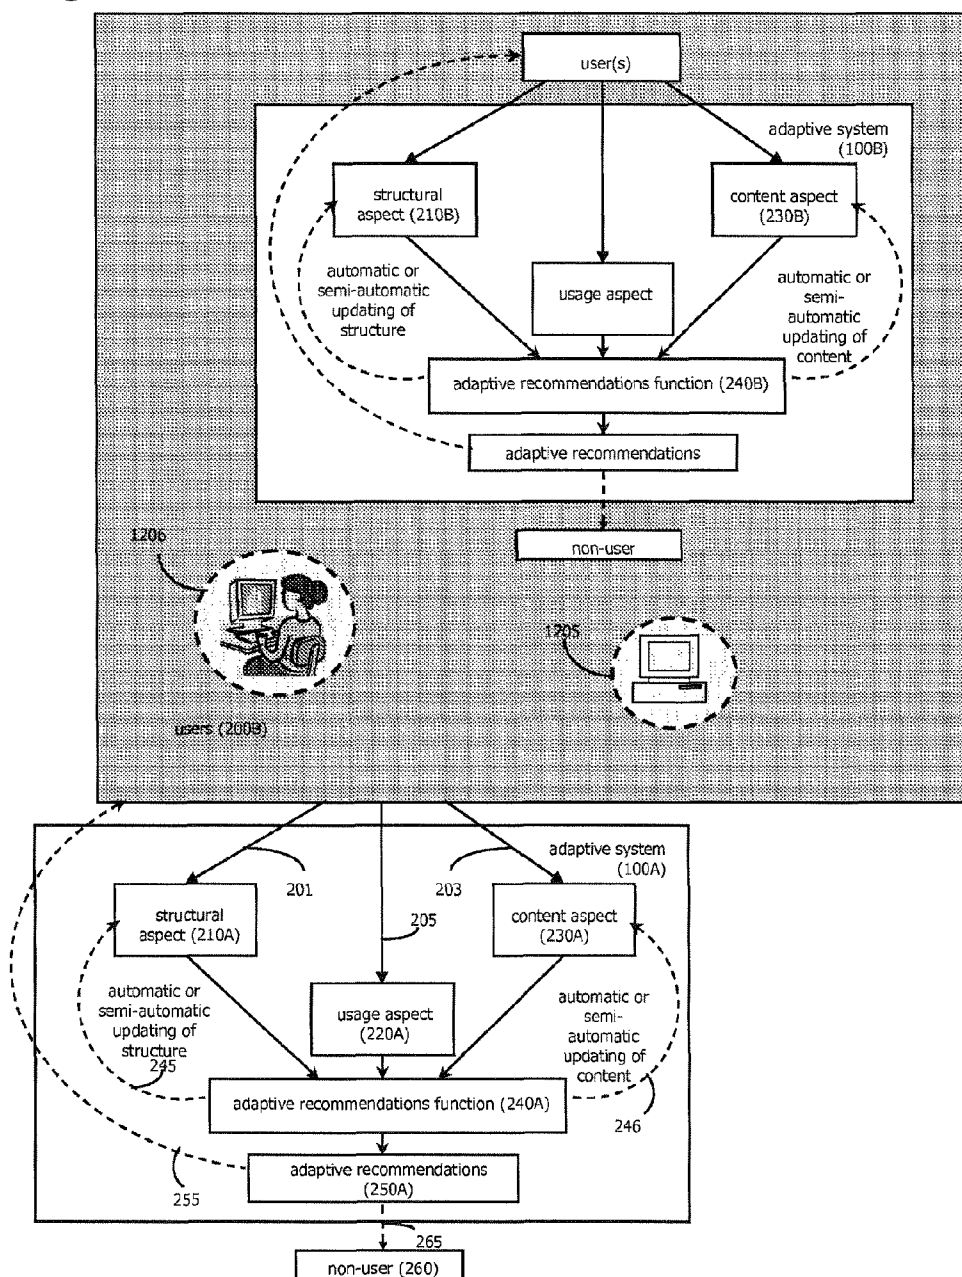 user(s)
adaptive system
(100B)
structural
aspect (210B)
content aspect
(230B)
automatic or
semi-automatic
updating of
structure
usage aspect
automatic or
semi-
automatic
updating of
content
adaptive recommendations function (240B)
adaptive recommendations
non-user
1206
1205
users (200B)
adaptive system
(100A)
201
203
205
structural
aspect (210A)
content aspect
(230A)
automatic or
semi-automatic
updating of
structure
245
usage aspect
(220A)
automatic or
semi-
automatic
updating of
content
246
adaptive recommendations function (240A)
adaptive recommendations
(250A)
255
265
non-user (260)